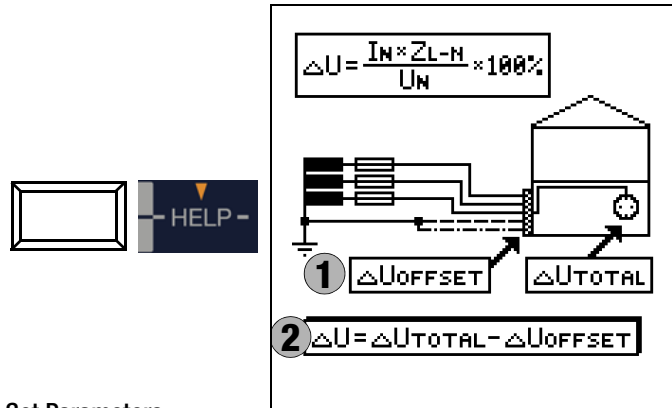 △U = IN × ZL-N / UN × 100%
HELP
1 △UOFFSET △UTOTAL
2 △U = △UTOTAL - △UOFFSET
Set Parameters